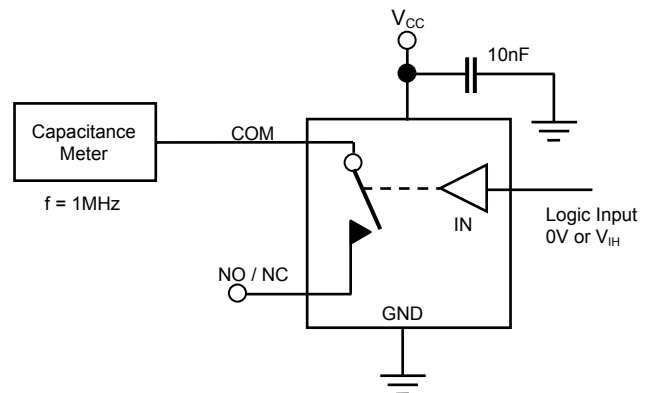 V_CC
10nF
Capacitance
Meter
COM
f = 1MHz
IN
Logic Input
0V or V_IH
NO / NC
GND